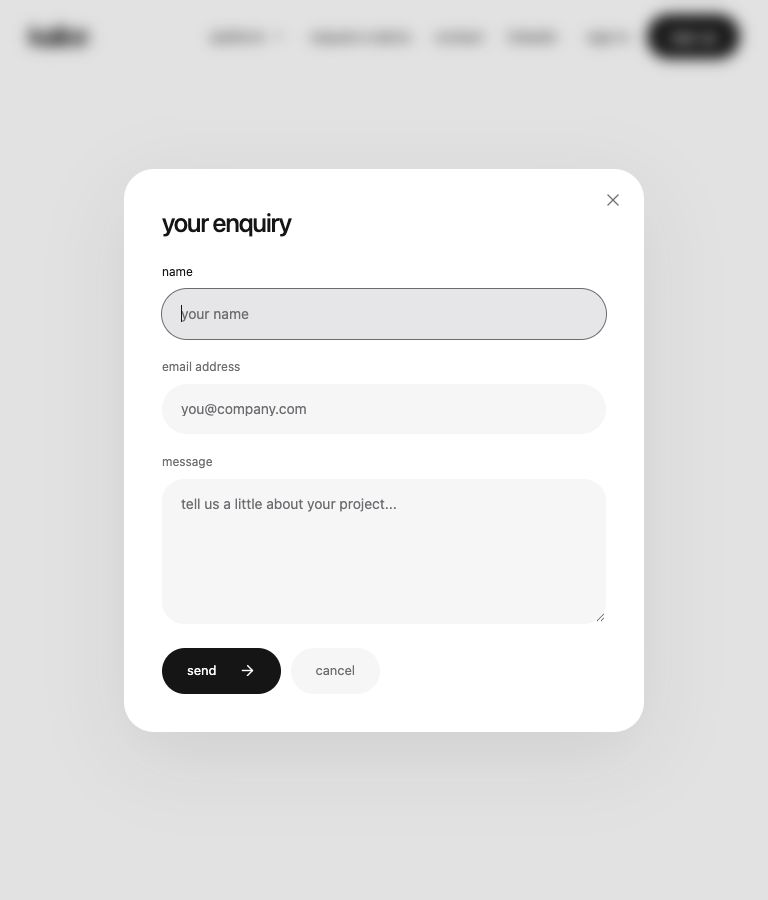 your enquiry
name
your name
email address
you@company.com
message
tell us a little about your project...
send
cancel